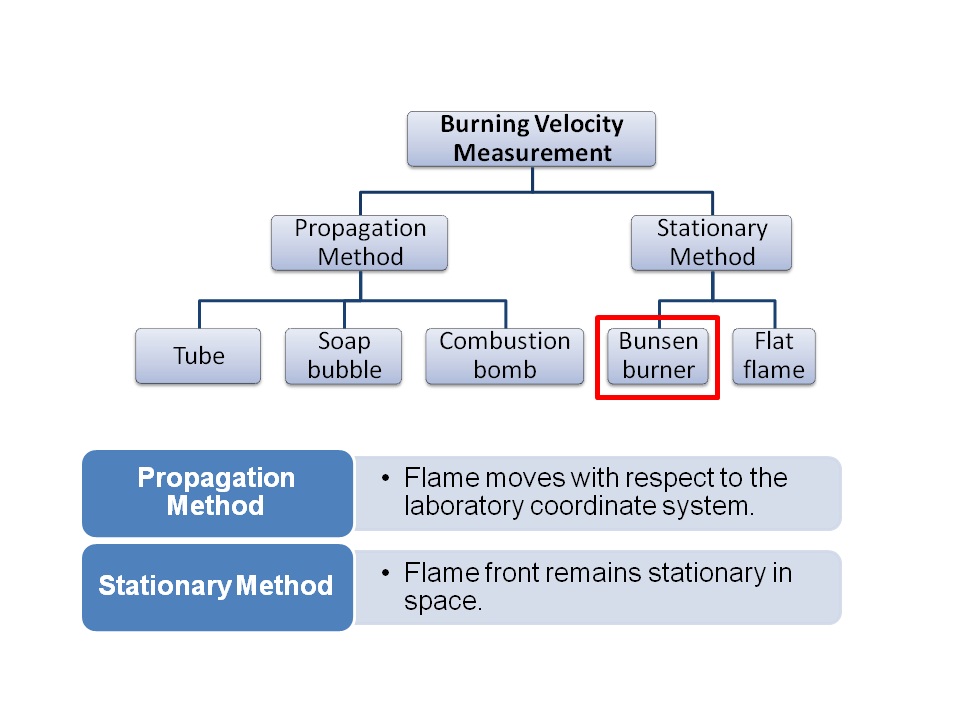 Burning Velocity
Measurement
Propagation
Method
Stationary
Method
Tube
Soap
bubble
Combustion
bomb
Bunsen
burner
Flat
flame
Propagation
Method
• Flame moves with respect to the
laboratory coordinate system.
Stationary Method
• Flame front remains stationary in
space.